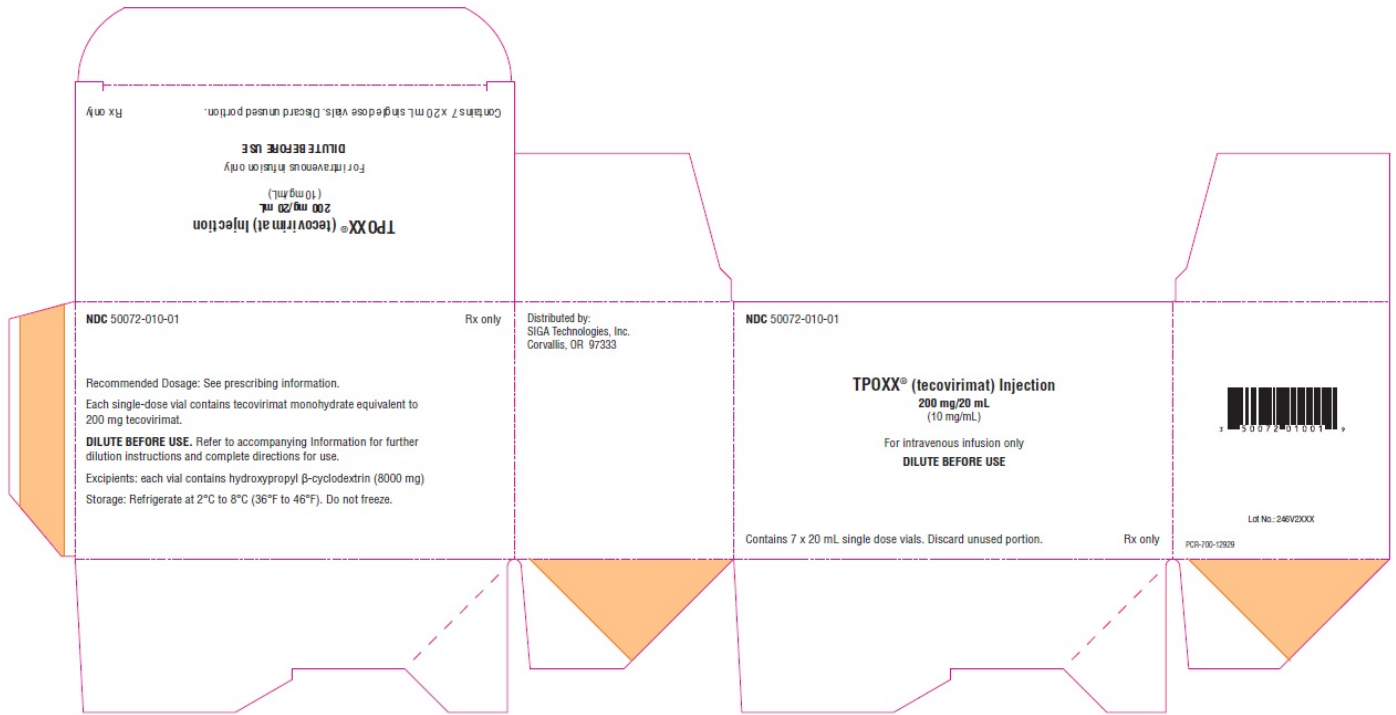 Contains 7 x 20 mL single dose vials. Discard unused portion. Rx only
DILUTE BEFORE USE
For intravenous infusion only
(10 mg/mL)
200 mg/20 mL
TPOXX® (tecovirimat) Injection
NDC 50072-010-01 Rx only
Recommended Dosage: See prescribing information.
Each single-dose vial contains tecovirimat monohydrate equivalent to
200 mg tecovirimat.
DILUTE BEFORE USE. Refer to accompanying Information for further
dilution instructions and complete directions for use.
Excipients: each vial contains hydroxypropyl β-cyclodextrin (8000 mg)
Storage: Refrigerate at 2°C to 8°C (36°F to 46°F). Do not freeze.
Distributed by:
SIGA Technologies, Inc.
Corvallis, OR 97333
NDC 50072-010-01
TPOXX® (tecovirimat) Injection
200 mg/20 mL
(10 mg/mL)
For intravenous infusion only
DILUTE BEFORE USE
Contains 7 x 20 mL single dose vials. Discard unused portion. Rx only
3 50072 01001 9
Lot No.: 246V2XXX
PCR-700-12929